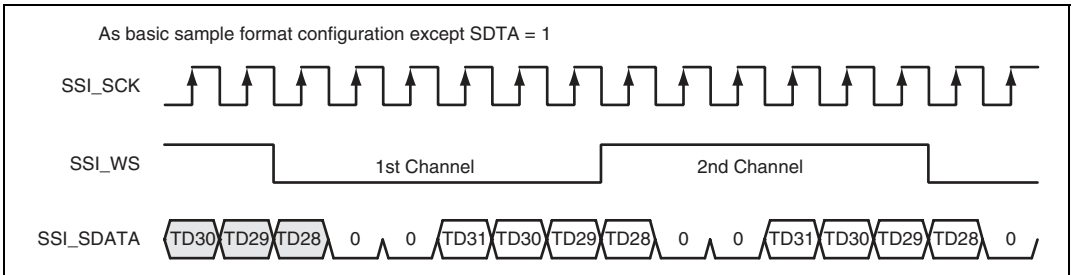 As basic sample format configuration except SDTA = 1
SSI_SCK
SSI_WS 1st Channel 2nd Channel
SSI_SDATA TD30 TD29 TD28 0 0 TD31 TD30 TD29 TD28 0 0 TD31 TD30 TD29 TD28 0